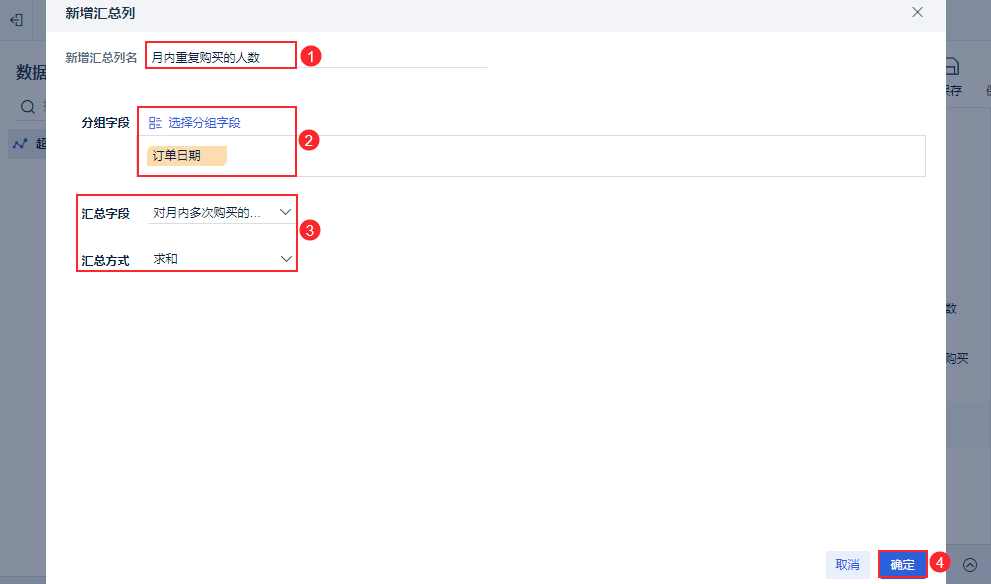 新增汇总列
新增汇总列名 月内重复购买的人数 1
数据
分组字段 选择分组字段 2
订单日期
超
汇总字段 对月内多次购买的... 3
汇总方式 求和
保存
数
购买
取消 确定 4